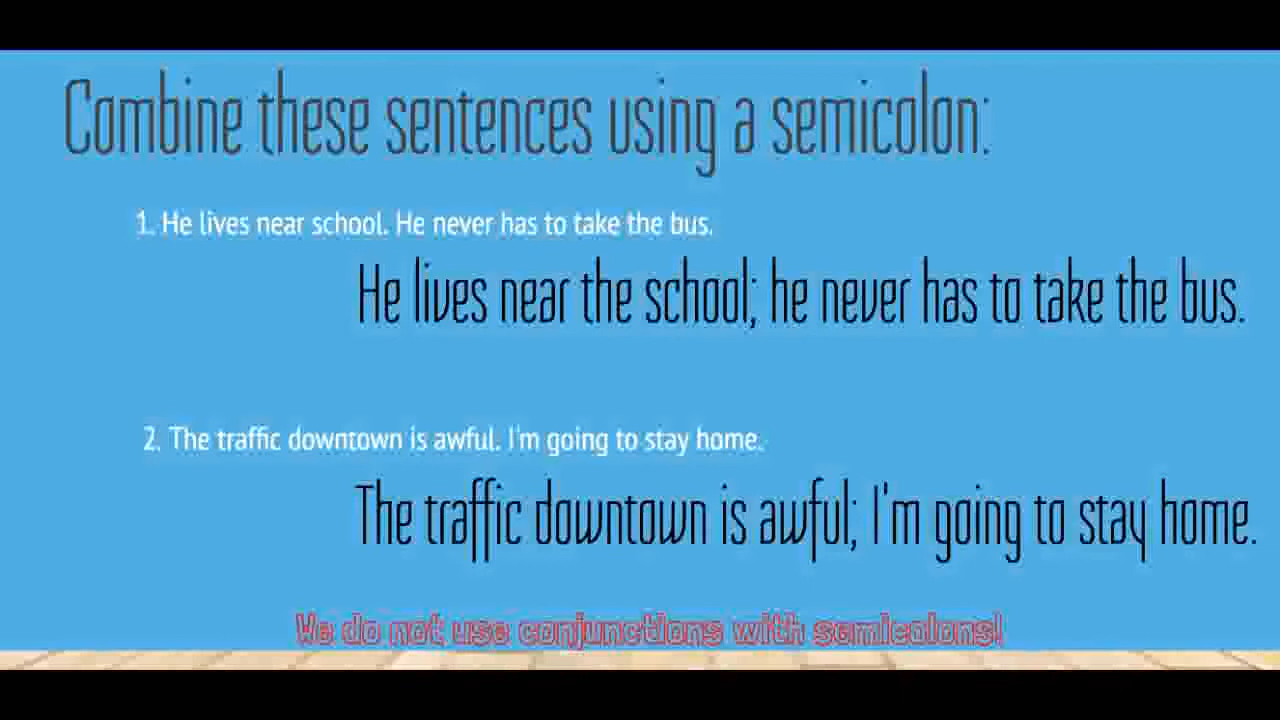 Combine these sentences using a semicolon:
1. He lives near school. He never has to take the bus.
He lives near the school; he never has to take the bus.
2. The traffic downtown is awful. I'm going to stay home.
The traffic downtown is awful; I'm going to stay home.
We do not use conjunctions with semicolons!